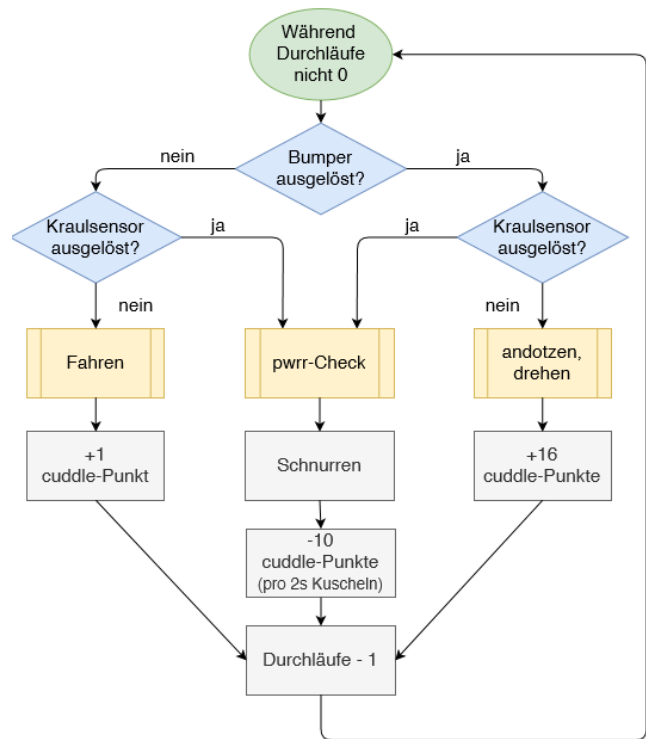 Während
Durchläufe
nicht 0
nein
Bumper
ausgelöst?
ja
Kraulsensor
ausgelöst?
ja
ja
Kraulsensor
ausgelöst?
nein
nein
Fahren
pwrr-Check
andotzen,
drehen
+1
cuddle-Punkt
Schnurren
+16
cuddle-Punkte
-10
cuddle-Punkte
(pro 2s Kuscheln)
Durchläufe - 1